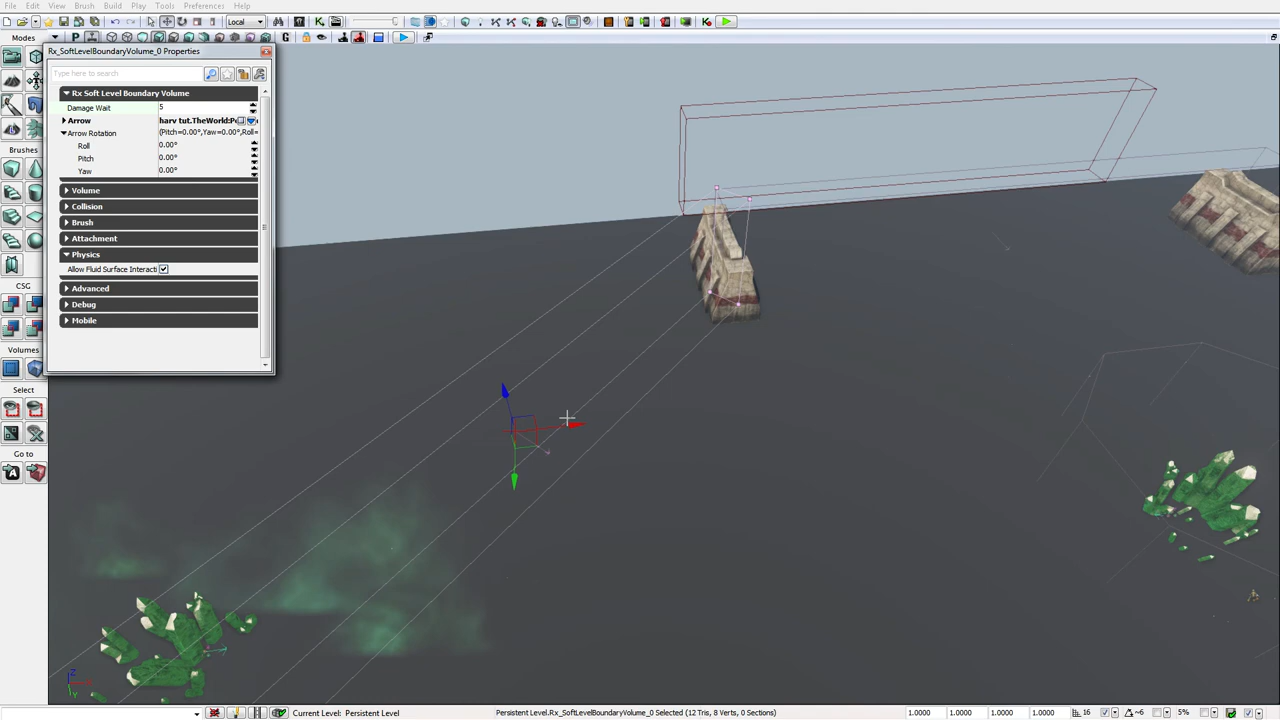 File Edit View Brush Build Play Tools Preferences Help
Local
Modes
P
G
Rx_SoftLevelBoundaryVolume_0 Properties
Type here to search
Rx Soft Level Boundary Volume
Damage Wait 5
Arrow harv tut.TheWorld:Pe
Arrow Rotation (Pitch=0.00°,Yaw=0.00°,Roll=
Roll 0.00°
Pitch 0.00°
Yaw 0.00°
Brushes
Volume
Collision
Brush
Attachment
Physics
Allow Fluid Surface Interacti
CSG
Advanced
Debug
Mobile
Volumes
Select
Go to
A
Z
Current Level: Persistent Level
Persistent Level.Rx_SoftLevelBoundaryVolume_0 Selected (12 Tris, 8 Verts, 0 Sections)
1.0000 1.0000 1.0000 1.0000 16 ~6 5%